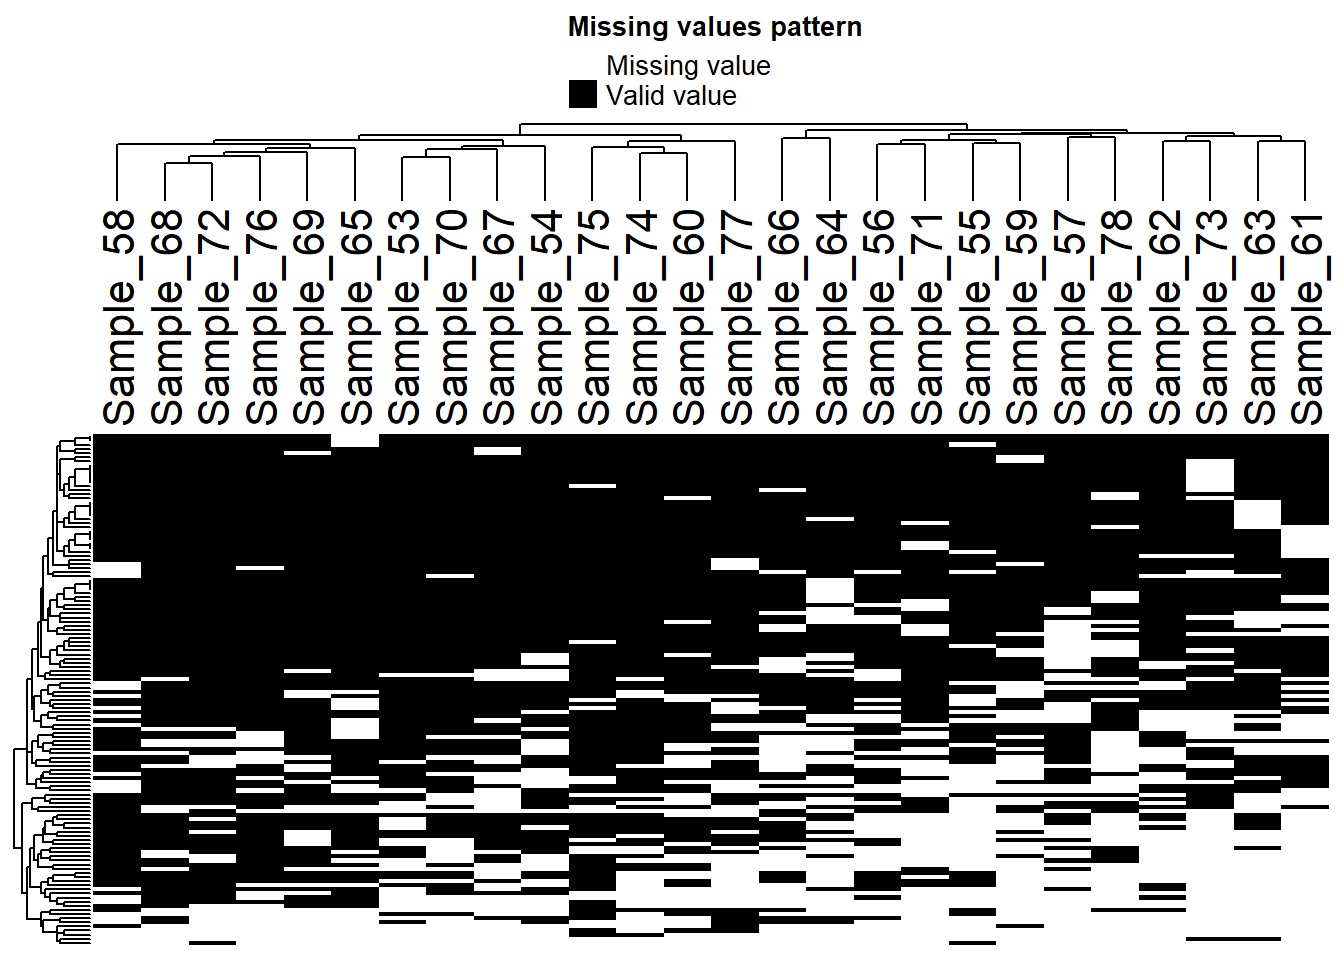 Missing values pattern
Missing value
Valid value
Sample_58
Sample_68
Sample_72
Sample_76
Sample_69
Sample_65
Sample_53
Sample_70
Sample_67
Sample_54
Sample_75
Sample_74
Sample_60
Sample_77
Sample_66
Sample_64
Sample_56
Sample_71
Sample_55
Sample_59
Sample_57
Sample_78
Sample_62
Sample_73
Sample_63
Sample_61